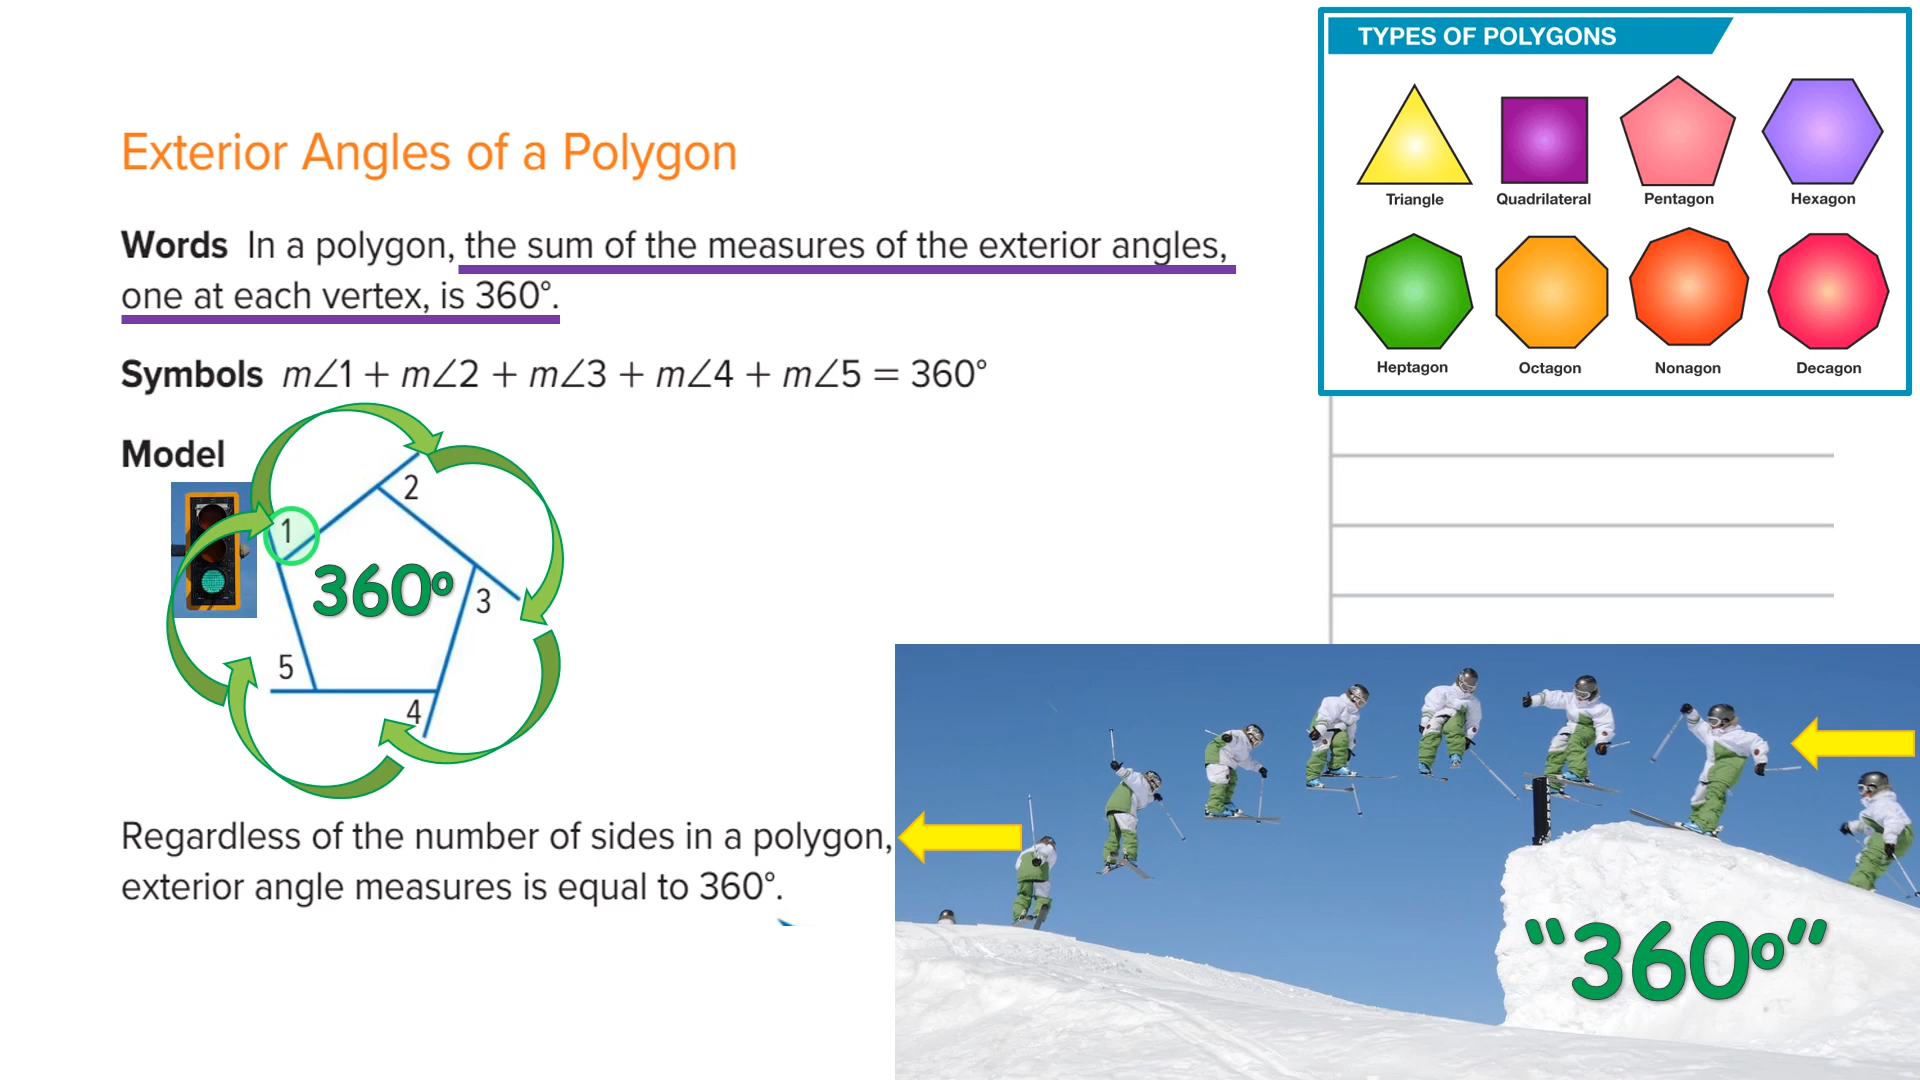 TYPES OF POLYGONS
Triangle
Quadrilateral
Pentagon
Hexagon
Heptagon
Octagon
Nonagon
Decagon
Exterior Angles of a Polygon
Words In a polygon, the sum of the measures of the exterior angles,
one at each vertex, is 360°.
Symbols m∠1 + m∠2 + m∠3 + m∠4 + m∠5 = 360°
Model
1
2
3
4
5
360º
Regardless of the number of sides in a polygon,
exterior angle measures is equal to 360°.
“360º”